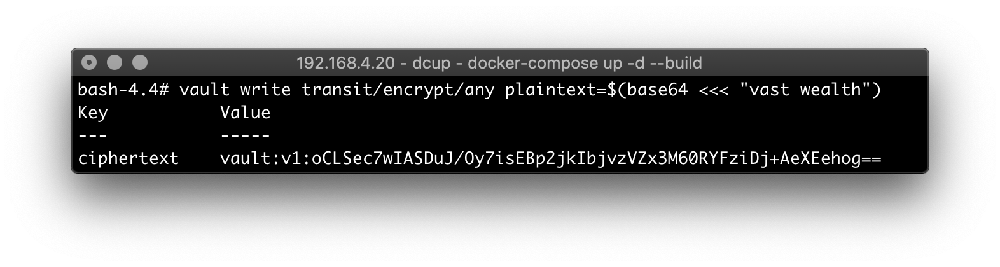 192.168.4.20 - dcup - docker-compose up -d --build
bash-4.4# vault write transit/encrypt/any plaintext=$(base64 <<< "vast wealth")
Key              Value
---              -----
ciphertext    vault:v1:oCLSec7wIASDuJ/Oy7isEBp2jkIbjvzVZx3M60RYFziDj+AeXEehog==